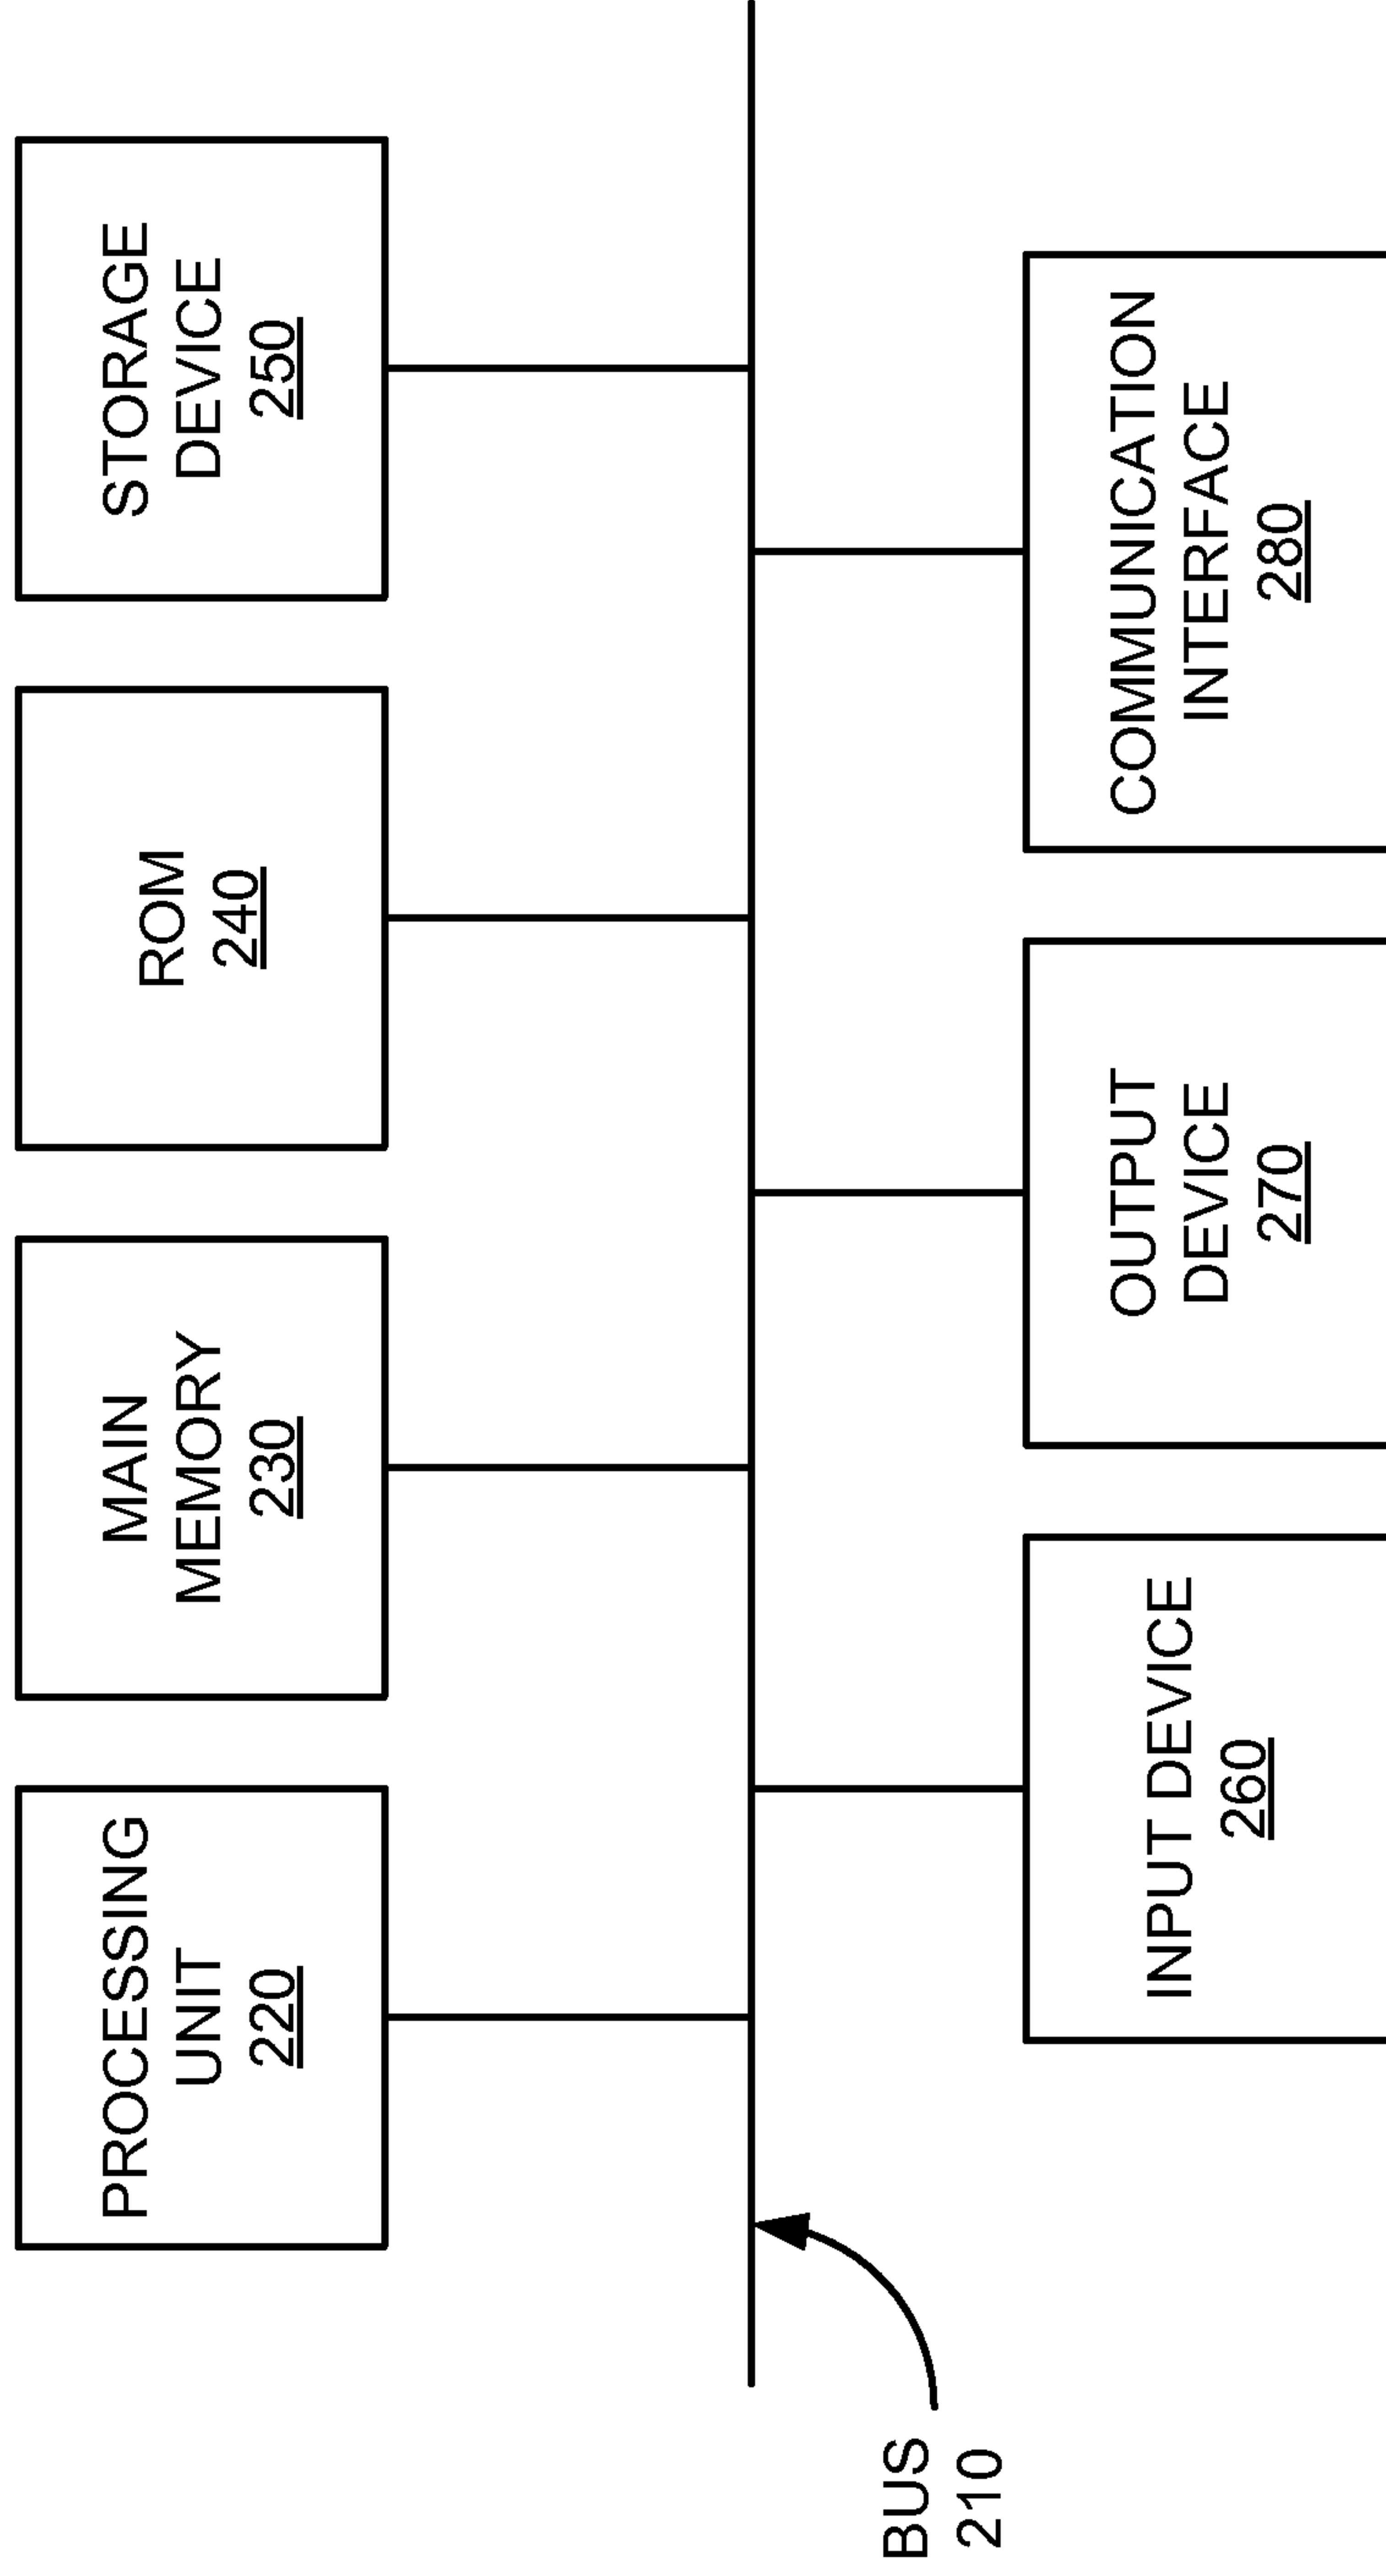 PROCESSING
UNIT
220
MAIN
MEMORY
230
ROM
240
STORAGE
DEVICE
250
BUS
210
INPUT DEVICE
260
OUTPUT
DEVICE
270
COMMUNICATION
INTERFACE
280